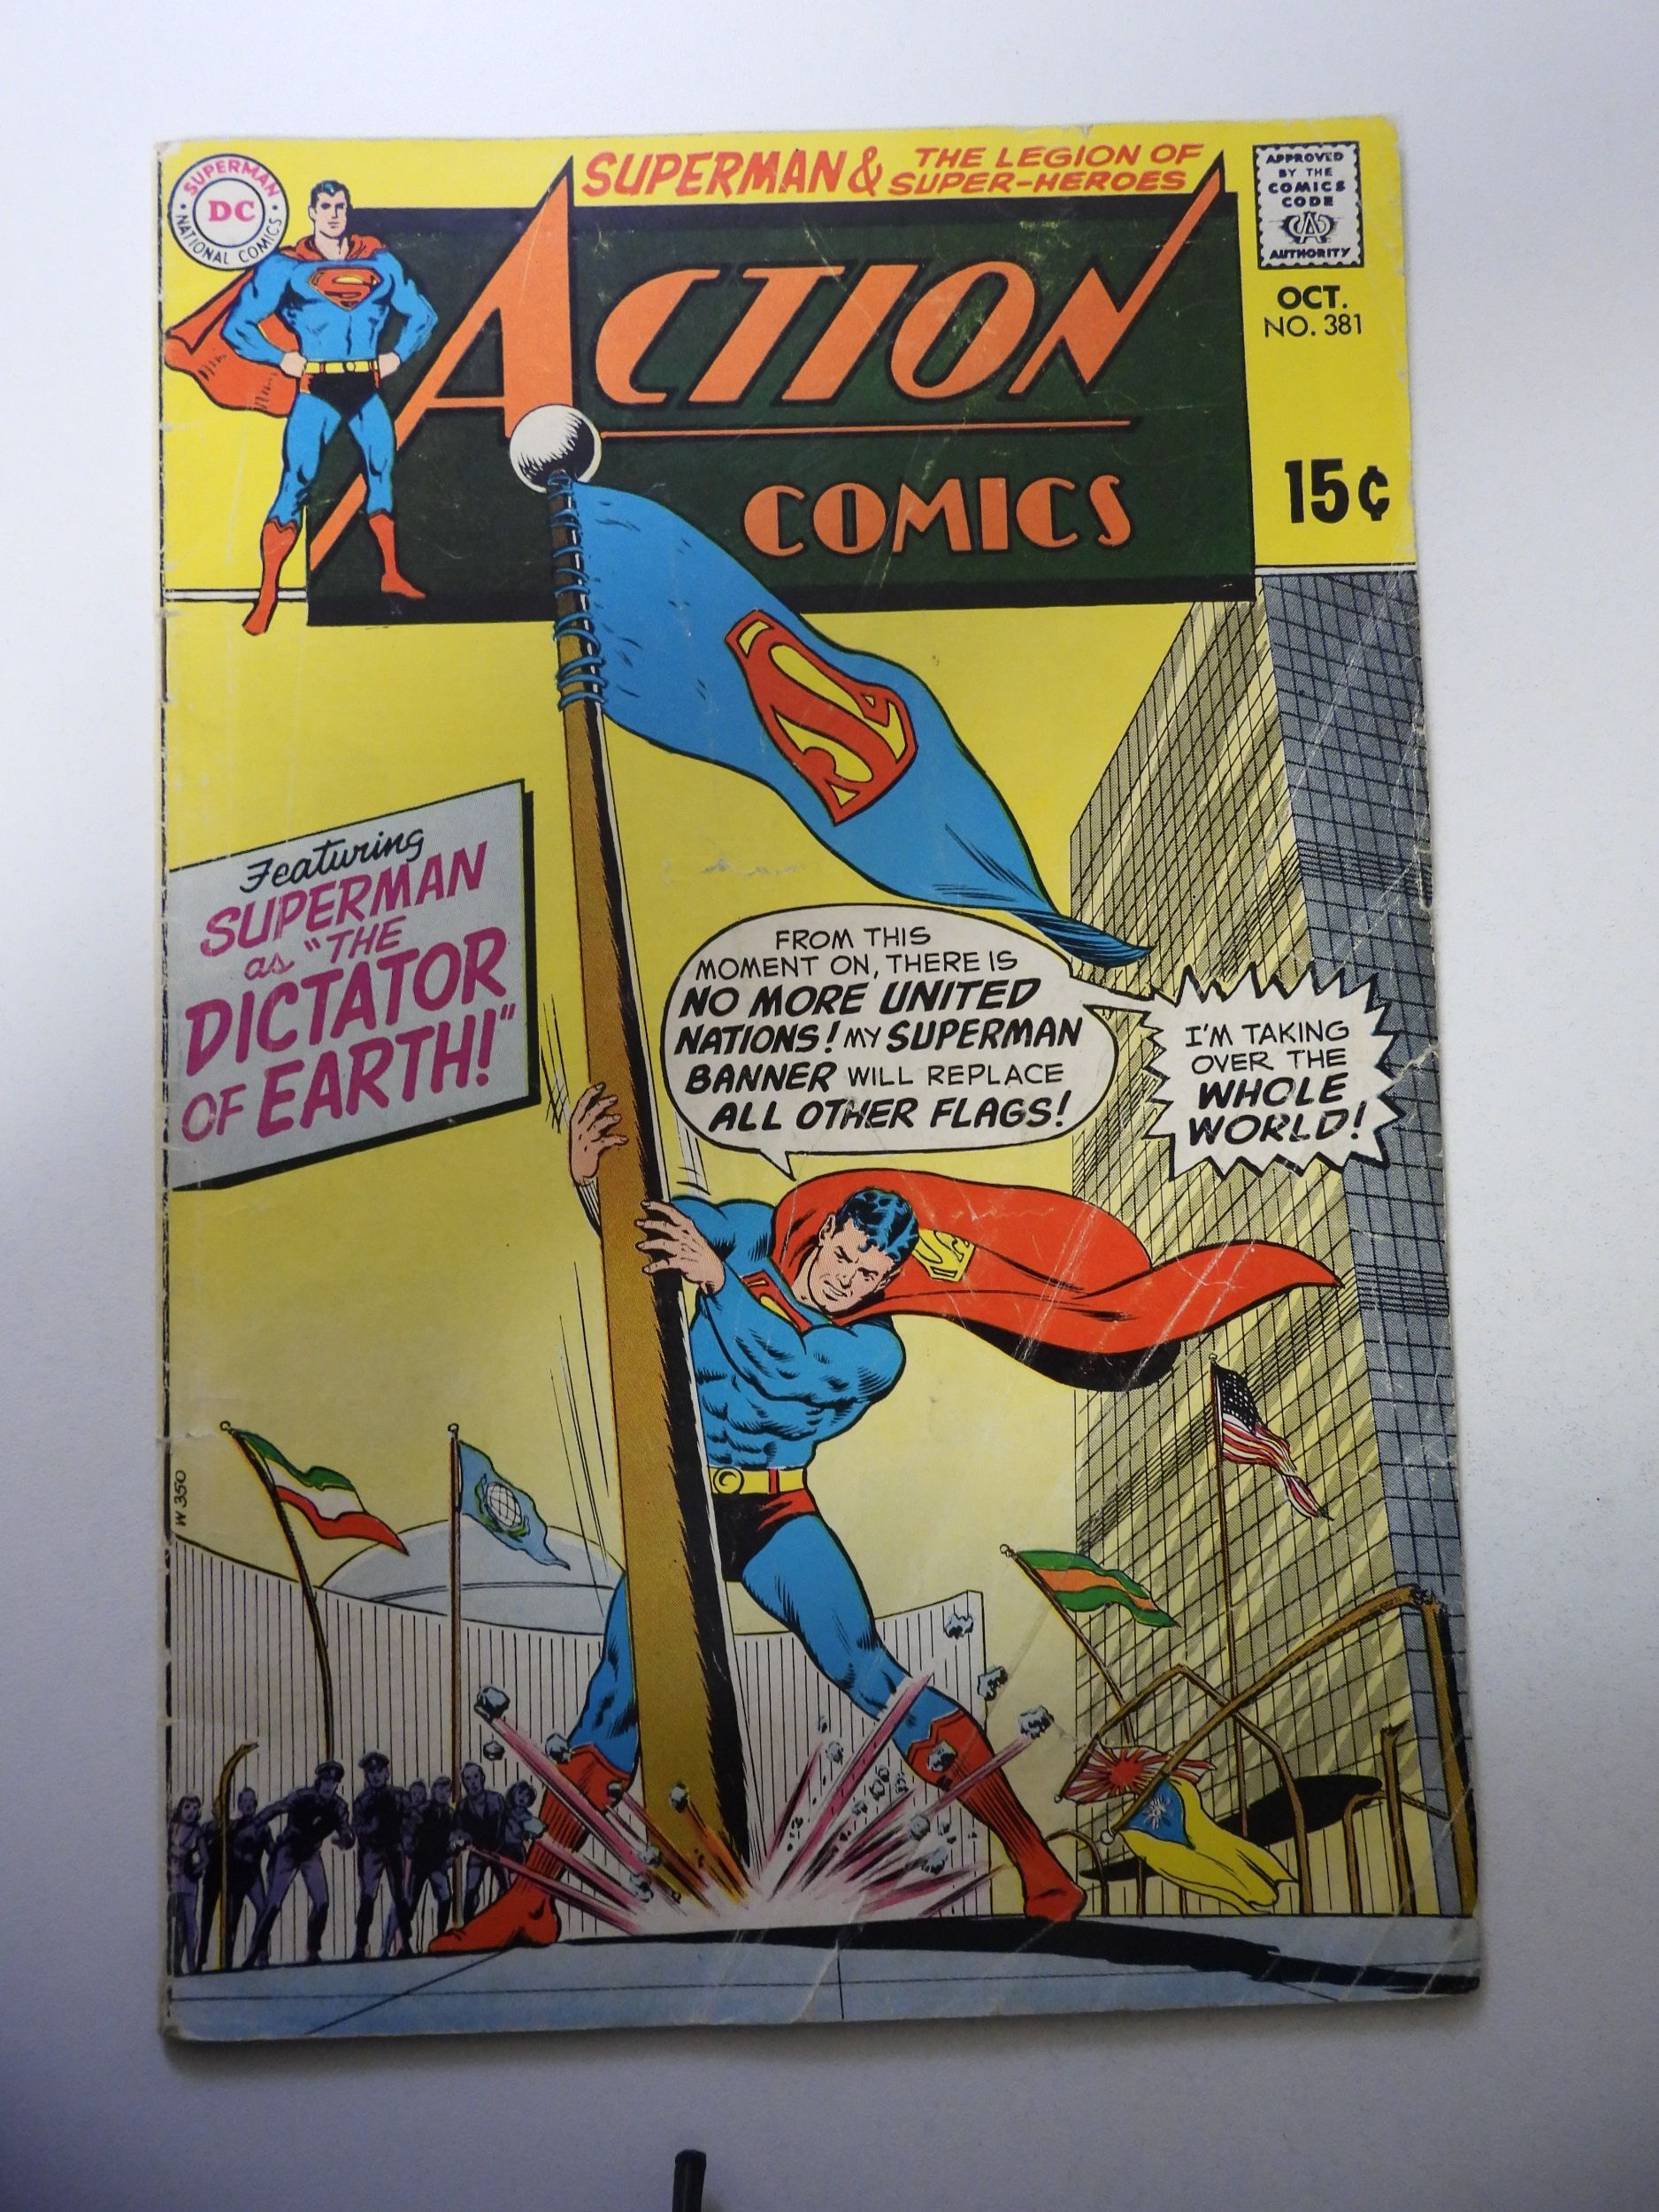 SUPERMAN
DC
NATIONAL COMICS
SUPERMAN & THE LEGION OF
SUPER-HEROES
APPROVED
BY THE
COMICS
CODE
CA
AUTHORITY
ACTION
COMICS
OCT.
NO. 381
15¢
S
Featuring
SUPERMAN
as "THE
DICTATOR
OF EARTH!"
FROM THIS
MOMENT ON, THERE IS
NO MORE UNITED
NATIONS! MY SUPERMAN
BANNER WILL REPLACE
ALL OTHER FLAGS!
I'M TAKING
OVER THE
WHOLE
WORLD!
W 350